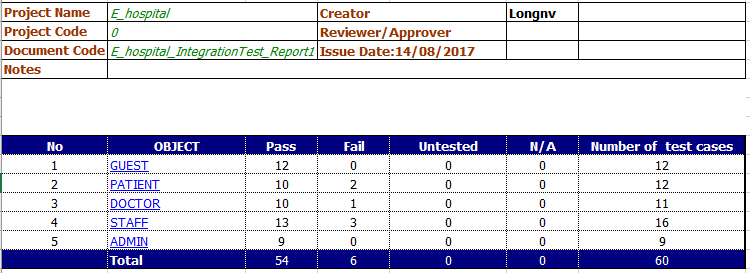 Project Name E_hospital Creator Longnv
Project Code 0 Reviewer/Approver
Document Code E_hospital_IntegrationTest_Report1 Issue Date:14/08/2017
Notes
No OBJECT Pass Fail Untested N/A Number of test cases
1 GUEST 12 0 0 0 12
2 PATIENT 10 2 0 0 12
3 DOCTOR 10 1 0 0 11
4 STAFF 13 3 0 0 16
5 ADMIN 9 0 0 0 9
Total 54 6 0 0 60